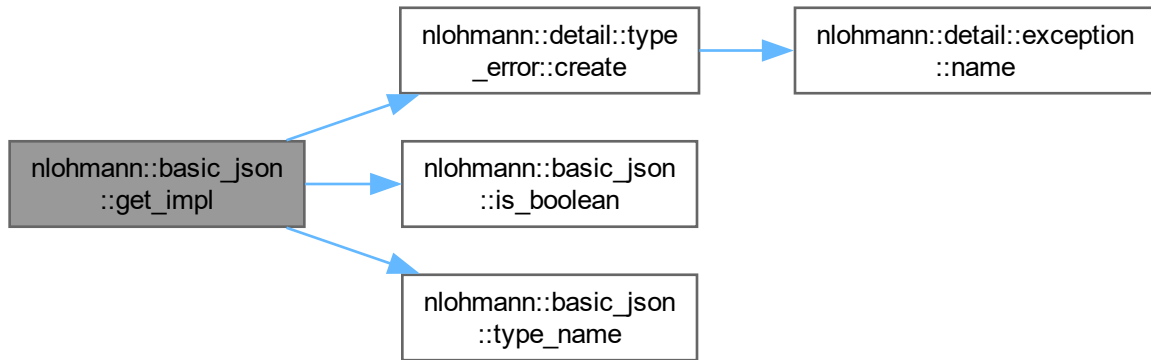 nlohmann::basic_json
::get_impl
nlohmann::detail::type
_error::create
nlohmann::detail::exception
::name
nlohmann::basic_json
::is_boolean
nlohmann::basic_json
::type_name